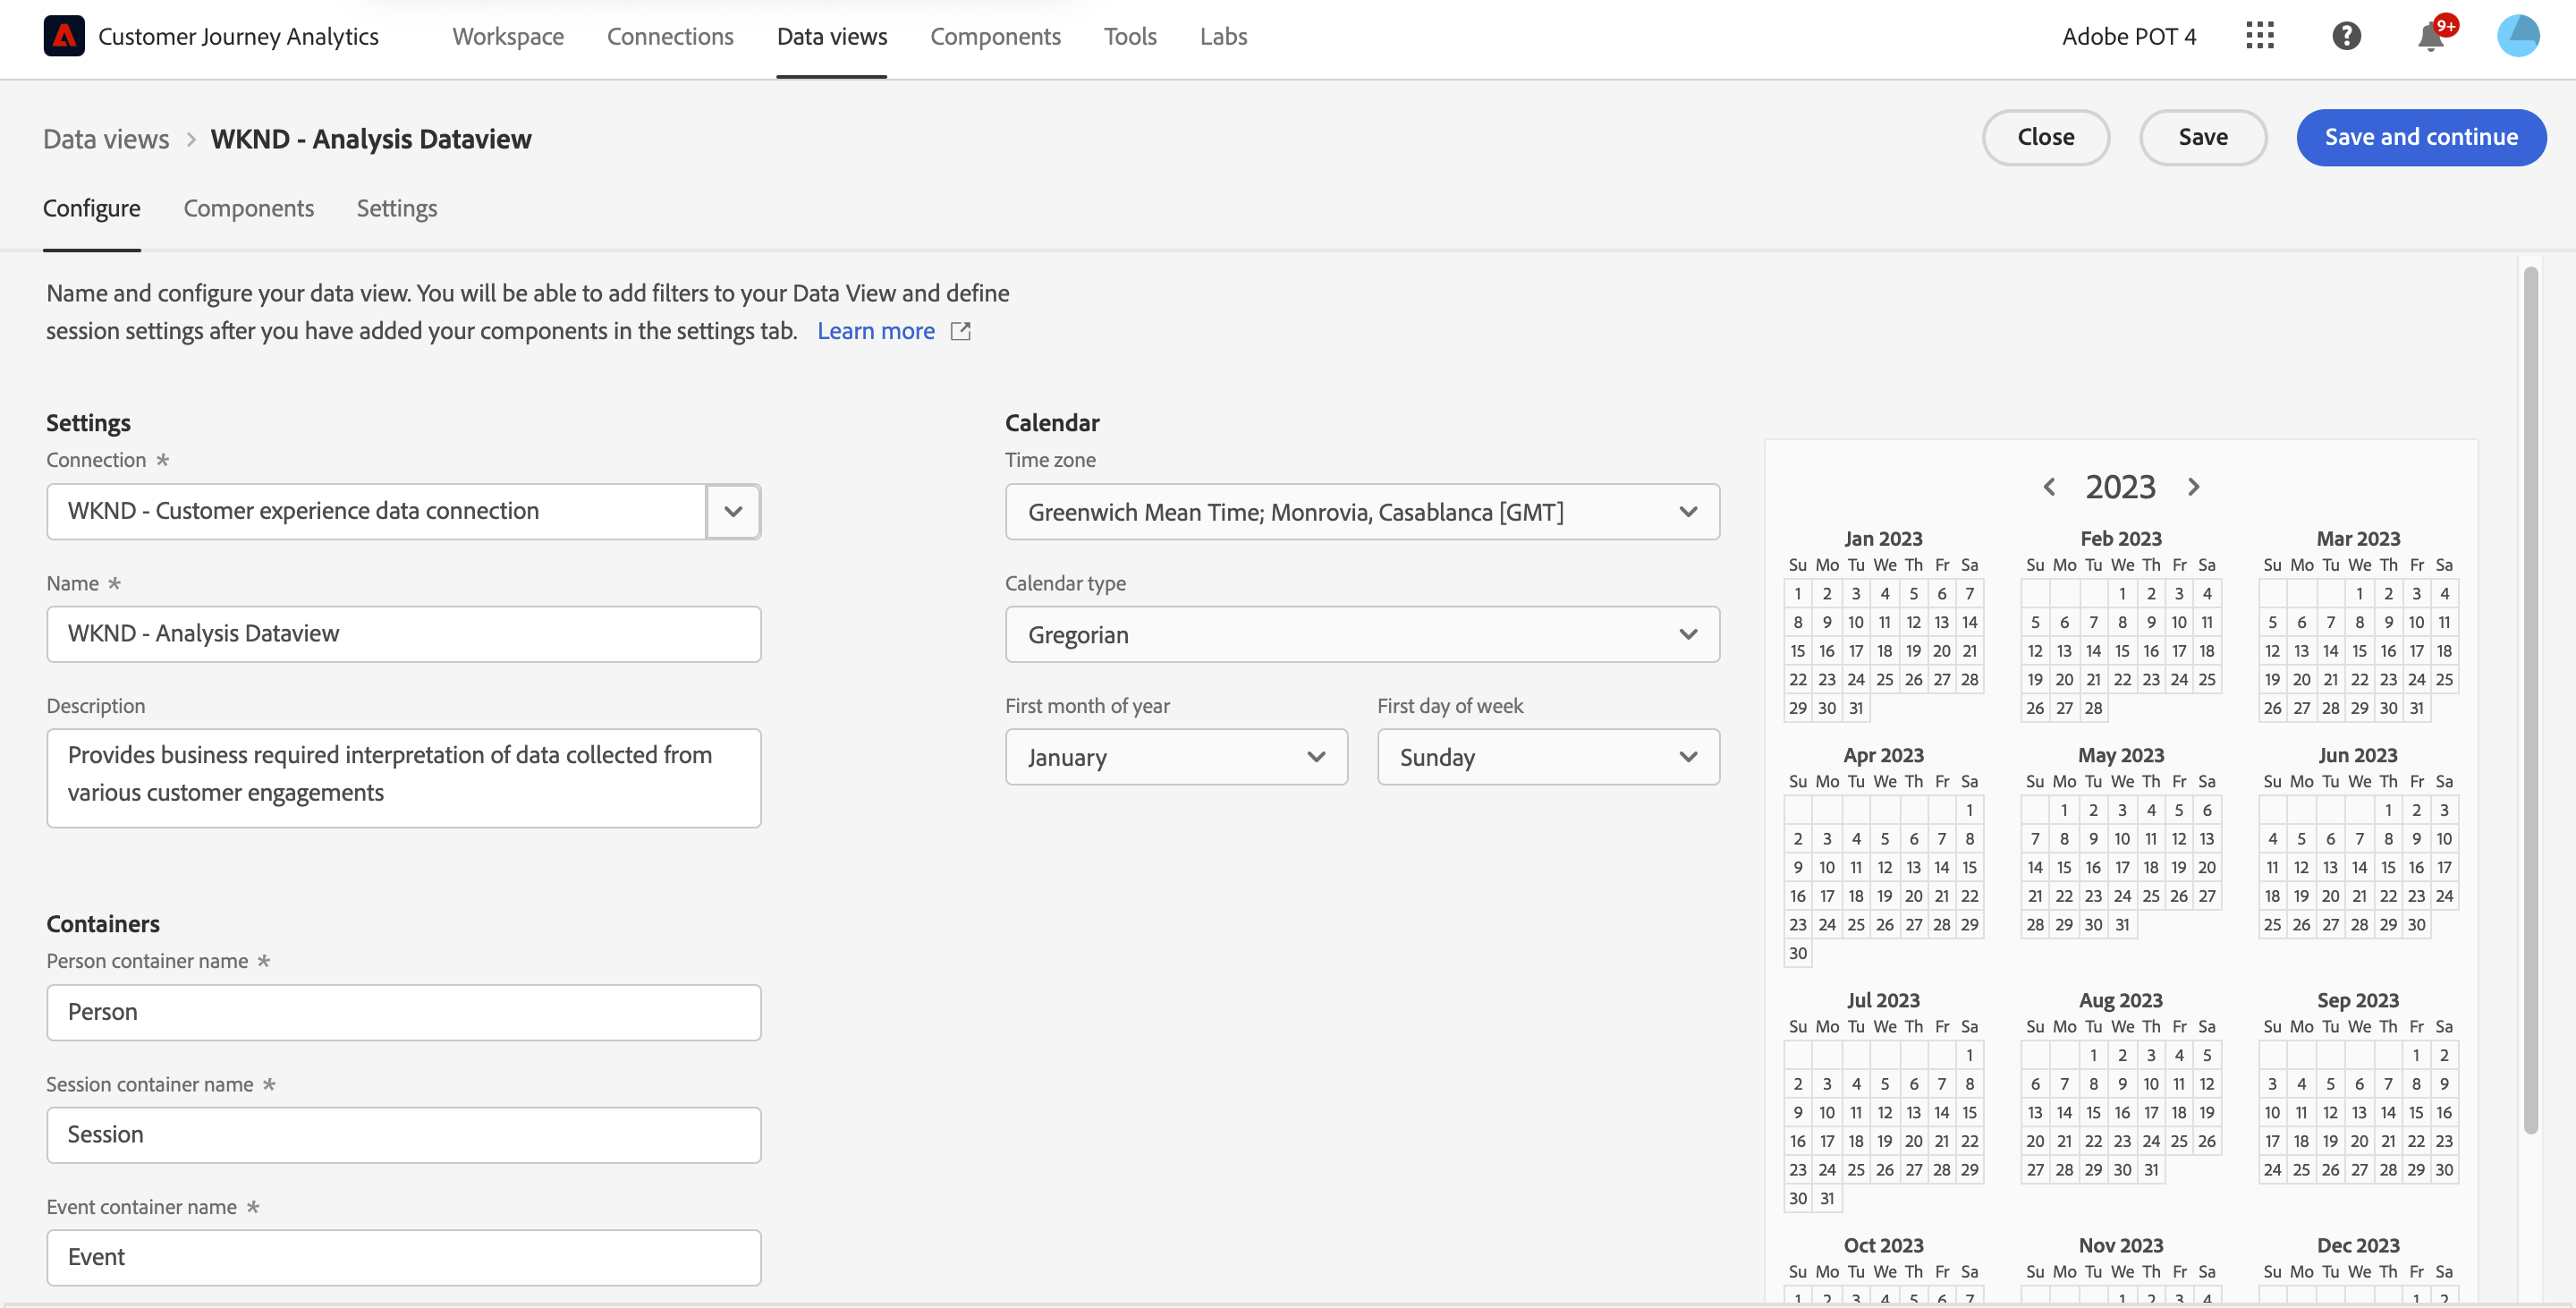 Customer Journey Analytics Workspace Connections Data views Components Tools Labs Adobe POT 4 ? 9+
Data views > WKND - Analysis Dataview Close Save Save and continue
Configure Components Settings
Name and configure your data view. You will be able to add filters to your Data View and define
session settings after you have added your components in the settings tab. Learn more
Settings
Connection *
WKND - Customer experience data connection
Name *
WKND - Analysis Dataview
Description
Provides business required interpretation of data collected from
various customer engagements
Containers
Person container name *
Person
Session container name *
Session
Event container name *
Event
Calendar
Time zone
Greenwich Mean Time; Monrovia, Casablanca [GMT]
Calendar type
Gregorian
First month of year First day of week
January Sunday
< 2023 >
Jan 2023
Su Mo Tu We Th Fr Sa
1 2 3 4 5 6 7
8 9 10 11 12 13 14
15 16 17 18 19 20 21
22 23 24 25 26 27 28
29 30 31
Feb 2023
Su Mo Tu We Th Fr Sa
1 2 3 4
5 6 7 8 9 10 11
12 13 14 15 16 17 18
19 20 21 22 23 24 25
26 27 28
Mar 2023
Su Mo Tu We Th Fr Sa
1 2 3 4
5 6 7 8 9 10 11
12 13 14 15 16 17 18
19 20 21 22 23 24 25
26 27 28 29 30 31
Apr 2023
Su Mo Tu We Th Fr Sa
1
2 3 4 5 6 7 8
9 10 11 12 13 14 15
16 17 18 19 20 21 22
23 24 25 26 27 28 29
30
May 2023
Su Mo Tu We Th Fr Sa
1 2 3 4 5 6
7 8 9 10 11 12 13
14 15 16 17 18 19 20
21 22 23 24 25 26 27
28 29 30 31
Jun 2023
Su Mo Tu We Th Fr Sa
1 2 3
4 5 6 7 8 9 10
11 12 13 14 15 16 17
18 19 20 21 22 23 24
25 26 27 28 29 30
Jul 2023
Su Mo Tu We Th Fr Sa
1
2 3 4 5 6 7 8
9 10 11 12 13 14 15
16 17 18 19 20 21 22
23 24 25 26 27 28 29
30 31
Aug 2023
Su Mo Tu We Th Fr Sa
1 2 3 4 5
6 7 8 9 10 11 12
13 14 15 16 17 18 19
20 21 22 23 24 25 26
27 28 29 30 31
Sep 2023
Su Mo Tu We Th Fr Sa
1 2
3 4 5 6 7 8 9
10 11 12 13 14 15 16
17 18 19 20 21 22 23
24 25 26 27 28 29 30
Oct 2023
Su Mo Tu We Th Fr Sa
1 2 3 4 5 6 7
Nov 2023
Su Mo Tu We Th Fr Sa
1 2 3 4
Dec 2023
Su Mo Tu We Th Fr Sa
1 2